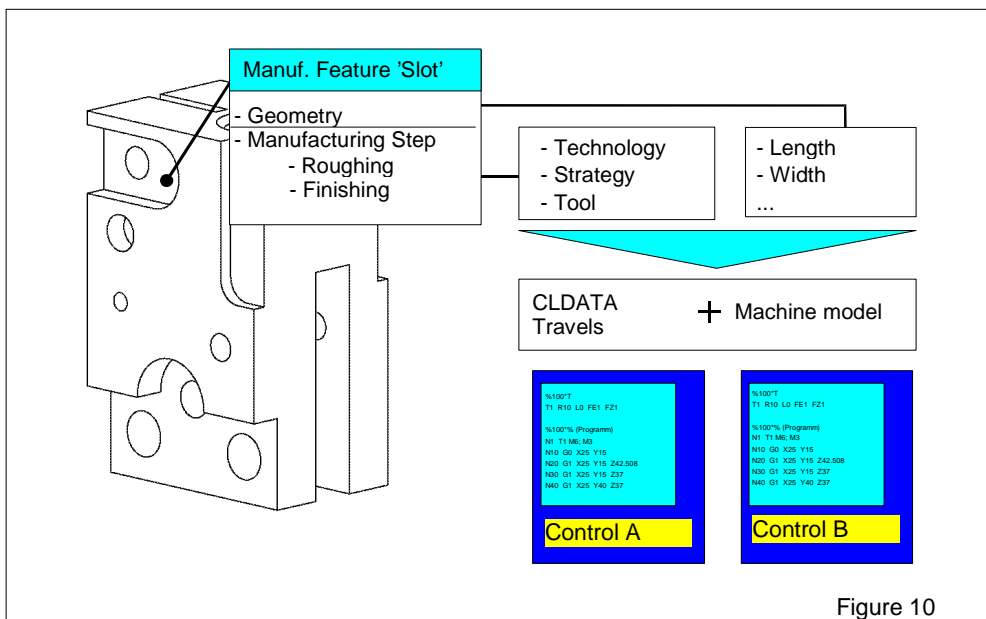 Manuf. Feature 'Slot'
- Geometry
- Manufacturing Step
- Roughing
- Finishing
- Technology
- Strategy
- Tool
- Length
- Width
...
CLDATA
Travels
+ Machine model
%100*T
T1 R10 L0 FE1 FZ1
%100*% (Programm)
N1 T1 M6; M3
N10 G0 X25 Y15
N20 G1 X25 Y15 Z42.508
N30 G1 X25 Y15 Z37
N40 G1 X25 Y40 Z37
Control A
%100*T
T1 R10 L0 FE1 FZ1
%100*% (Programm)
N1 T1 M6; M3
N10 G0 X25 Y15
N20 G1 X25 Y15 Z42.508
N30 G1 X25 Y15 Z37
N40 G1 X25 Y40 Z37
Control B
Figure 10